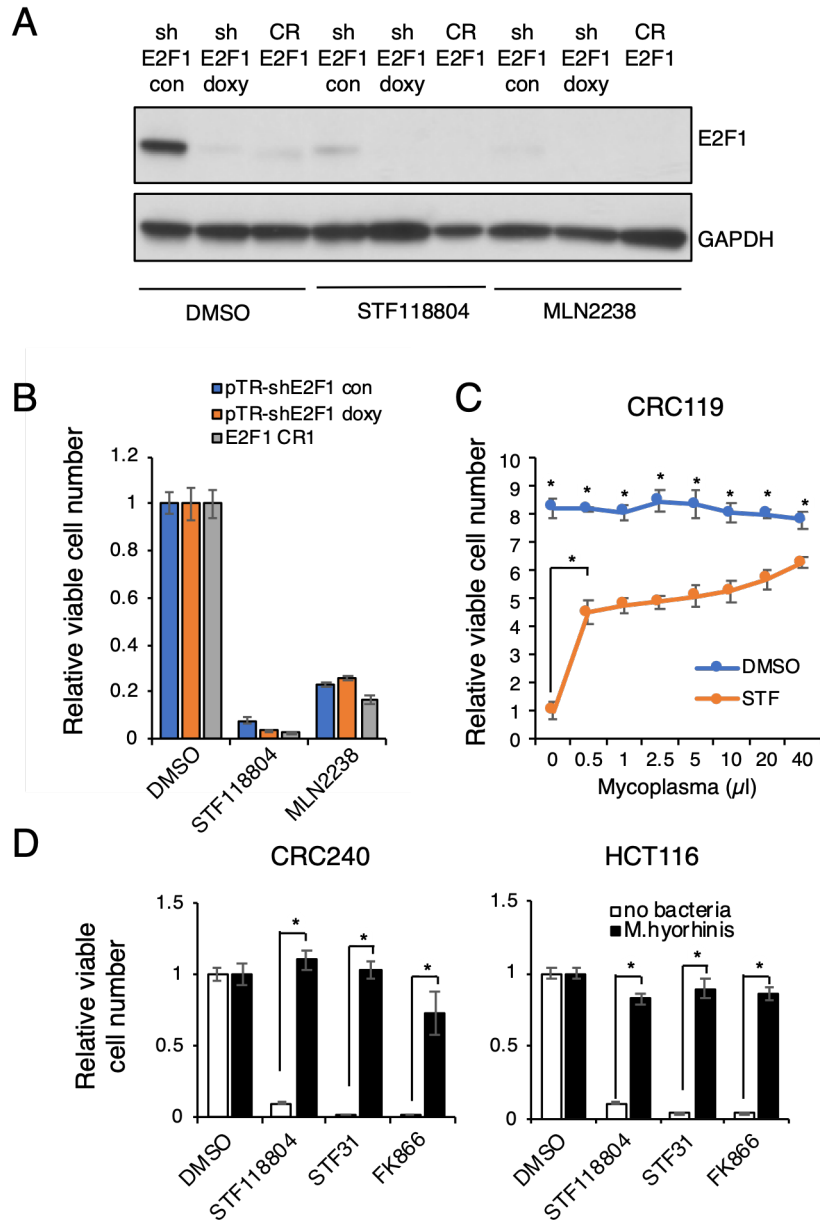 A
sh sh CR sh sh CR sh sh CR
E2F1 E2F1 E2F1 E2F1 E2F1 E2F1 E2F1 E2F1 E2F1
con doxy con doxy con doxy
E2F1
GAPDH
DMSO STF118804 MLN2238
B
pTR-shE2F1 con
pTR-shE2F1 doxy
E2F1 CR1
Relative viable cell number
1.2
1
0.8
0.6
0.4
0.2
0
DMSO STF118804 MLN2238
C
CRC119
Relative viable cell number
10
9
8
7
6
5
4
3
2
1
0
* * * * * * * *
*
DMSO
STF
0 0.5 1 2.5 5 10 20 40
Mycoplasma (µl)
D
CRC240
Relative viable
cell number
1.5
1
0.5
0
* * *
DMSO STF118804 STF31 FK866
HCT116
no bacteria
M.hyorhinis
1.5
1
0.5
0
* * *
DMSO STF118804 STF31 FK866